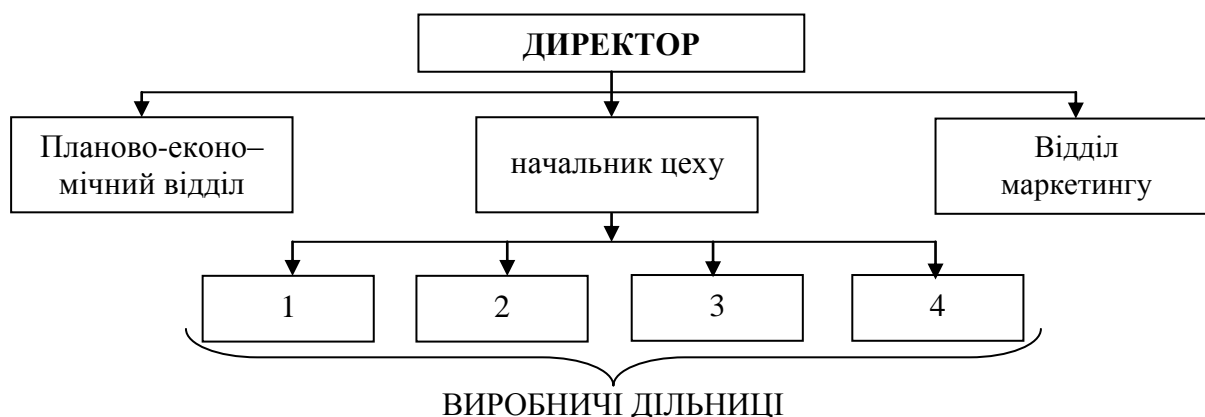 ДИРЕКТОР
Планово-еконо–
мічний відділ
начальник цеху
Відділ
маркетингу
1
2
3
4
ВИРОБНИЧІ ДІЛЬНИЦІ